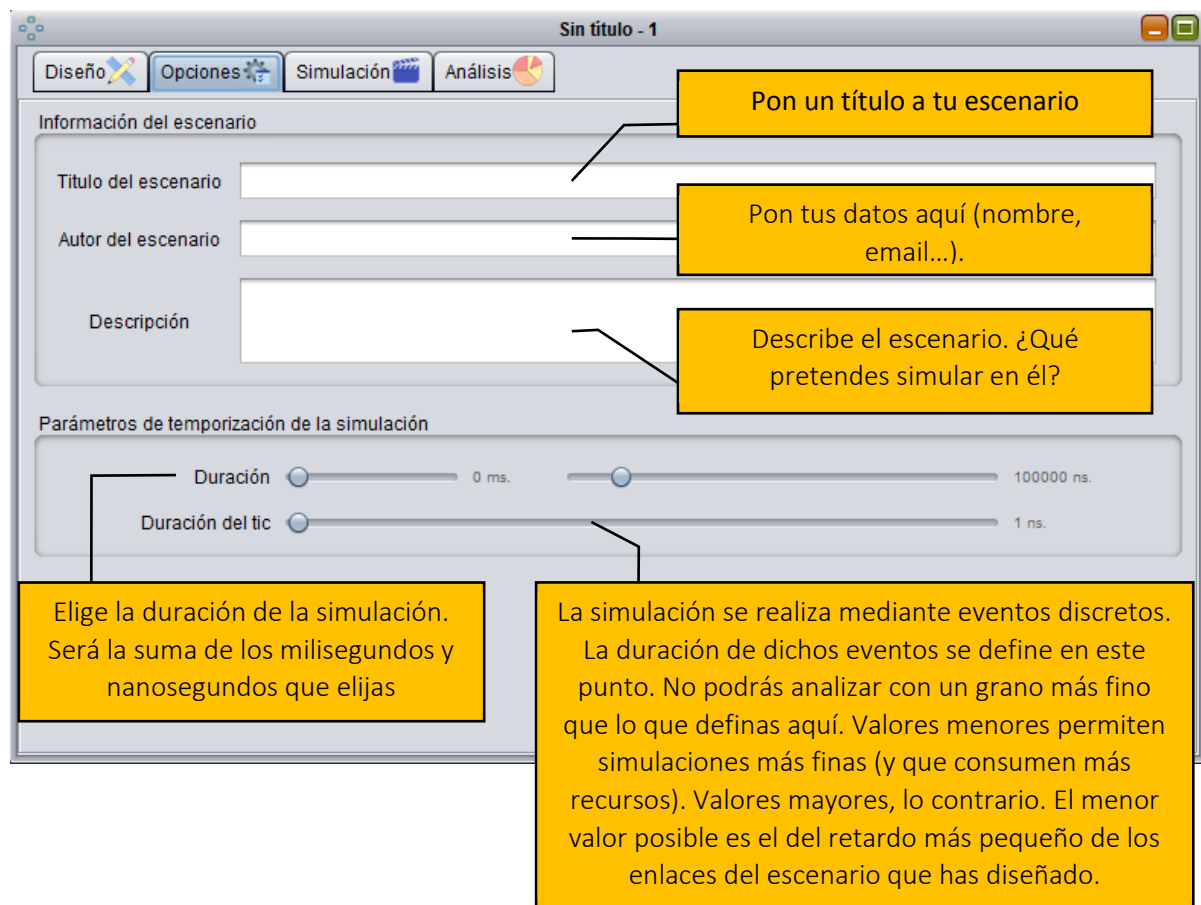 Sin título - 1
Diseño Opciones Simulación Análisis
Pon un título a tu escenario
Información del escenario
Titulo del escenario
Pon tus datos aquí (nombre,
email...).
Autor del escenario
Descripción
Describe el escenario. ¿Qué
pretendes simular en él?
Parámetros de temporización de la simulación
Duración 0 ms. 100000 ns.
Duración del tic 1 ns.
Elige la duración de la simulación.
Será la suma de los milisegundos y
nanosegundos que elijas
La simulación se realiza mediante eventos discretos.
La duración de dichos eventos se define en este
punto. No podrás analizar con un grano más fino
que lo que definas aquí. Valores menores permiten
simulaciones más finas (y que consumen más
recursos). Valores mayores, lo contrario. El menor
valor posible es el del retardo más pequeño de los
enlaces del escenario que has diseñado.